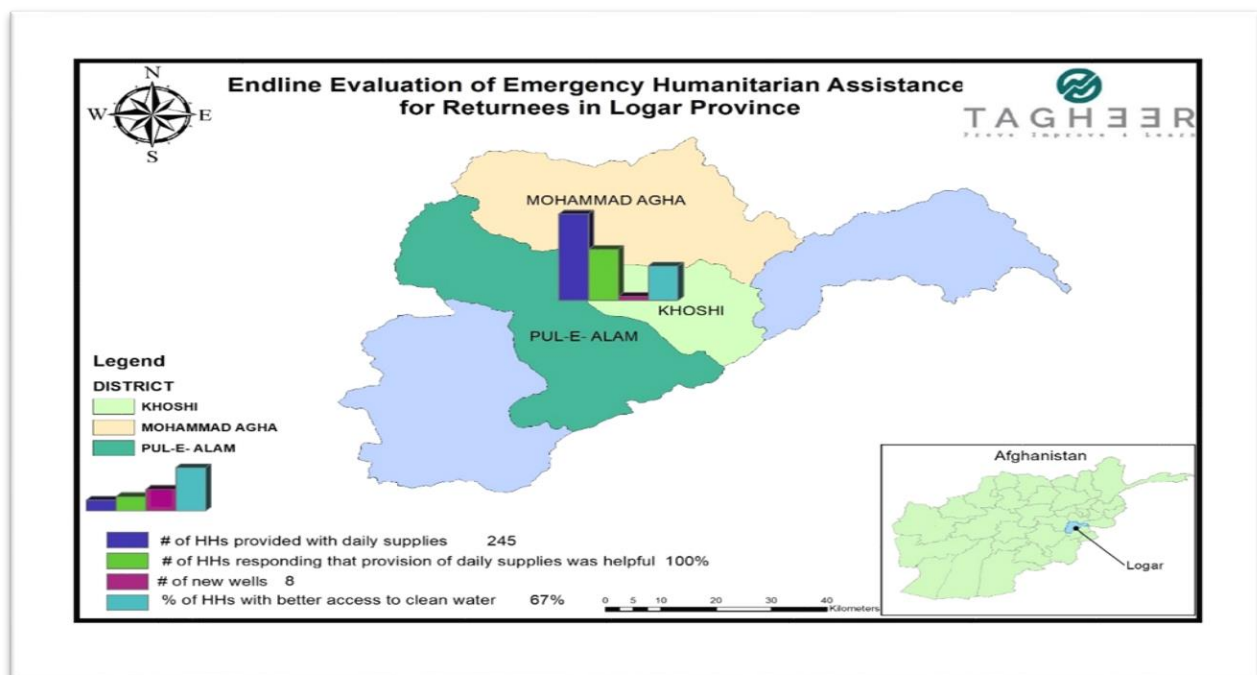 N
W E
S
Endline Evaluation of Emergency Humanitarian Assistance
for Returnees in Logar Province
TAGHEER
Prove Improve & Learn
MOHAMMAD AGHA
KHOSHI
PUL-E- ALAM
Legend
DISTRICT
KHOSHI
MOHAMMAD AGHA
PUL-E- ALAM
# of HHs provided with daily supplies 245
# of HHs responding that provision of daily supplies was helpful 100%
# of new wells 8
% of HHs with better access to clean water 67%
0 5 10 20 30 40
Kilometers
Afghanistan
Logar